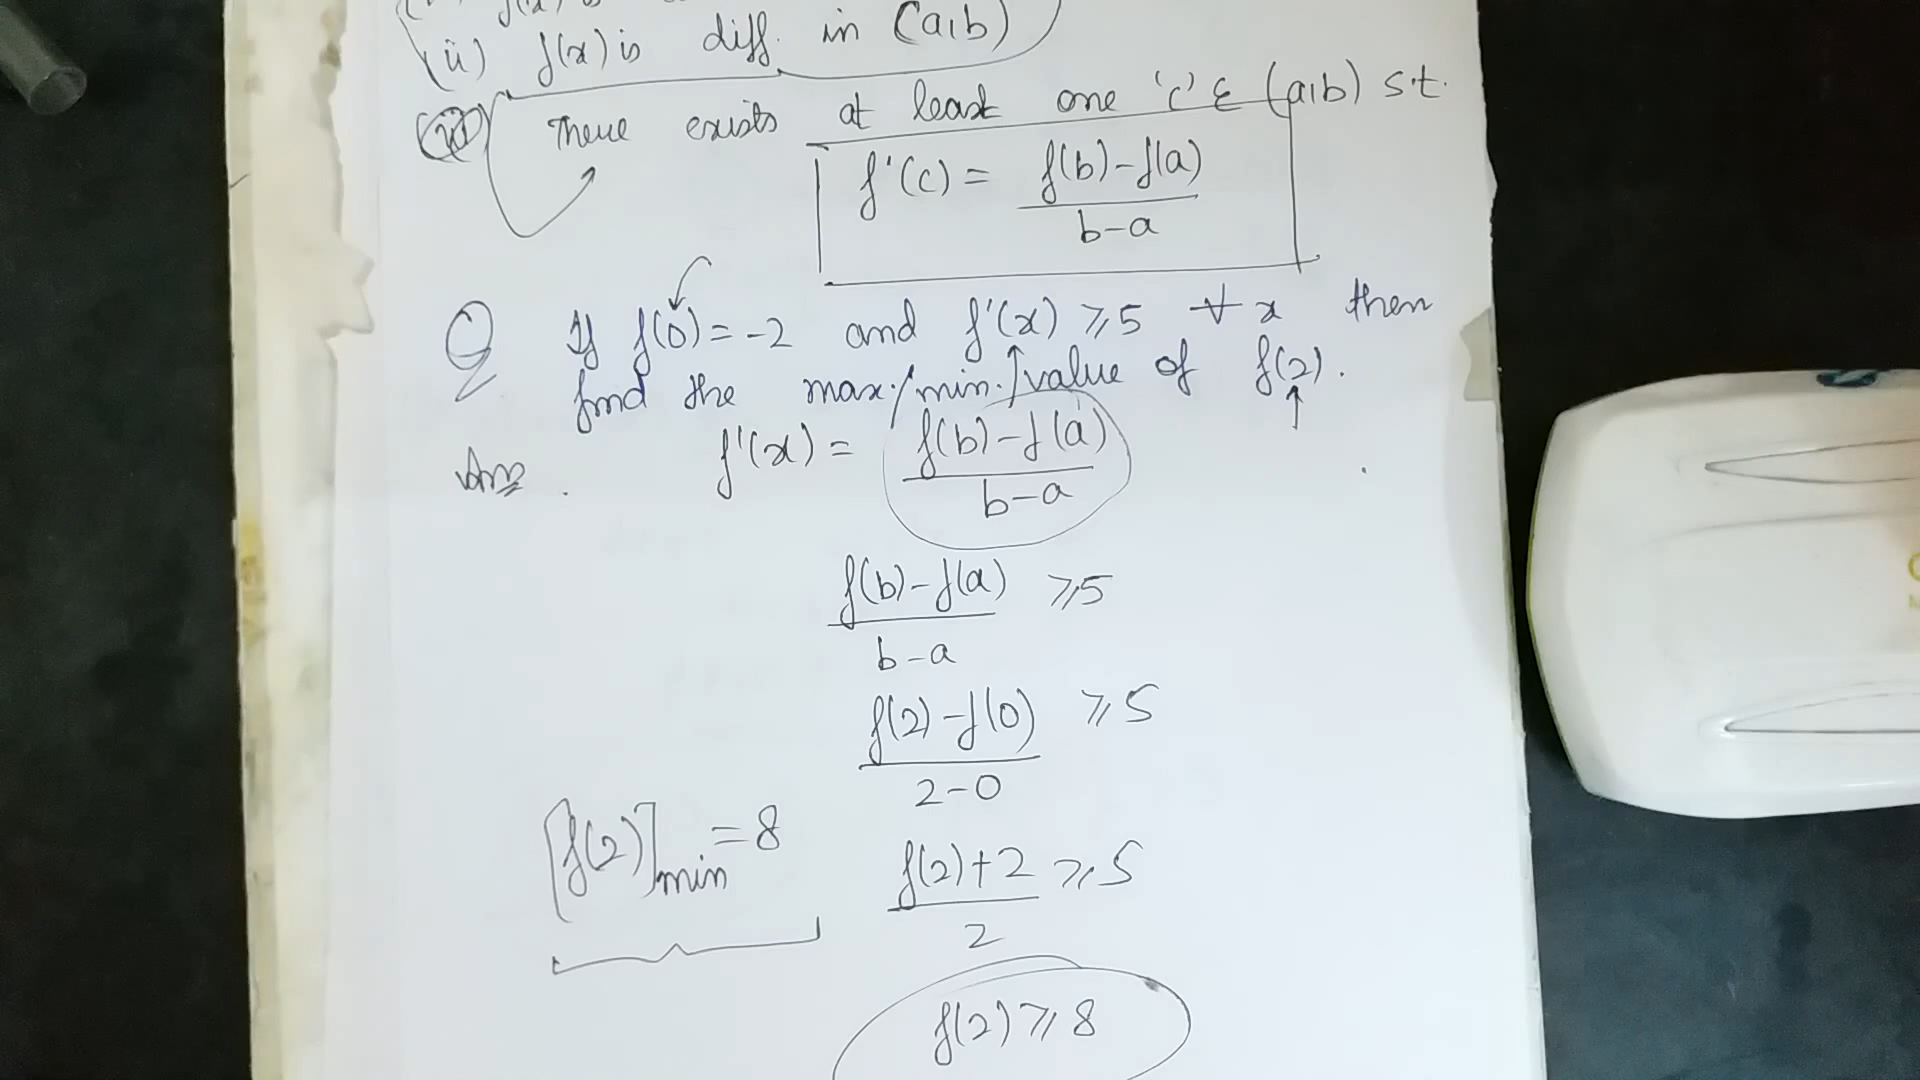 f(x) is
(ii) f(x) is diff. in (a,b)
(iii) There exists at least one 'c' ε (a,b) s.t.
f'(c) = f(b)-f(a) / b-a
Q If f(0) = -2 and f'(x) ⩾ 5 ∀ x then
find the max./min. value of f(2).
Ans. f'(x) = f(b)-f(a) / b-a
f(b)-f(a) / b-a ⩾ 5
f(2)-f(0) / 2-0 ⩾ 5
f(2)+2 / 2 ⩾ 5
[f(2)]min = 8
f(2) ⩾ 8